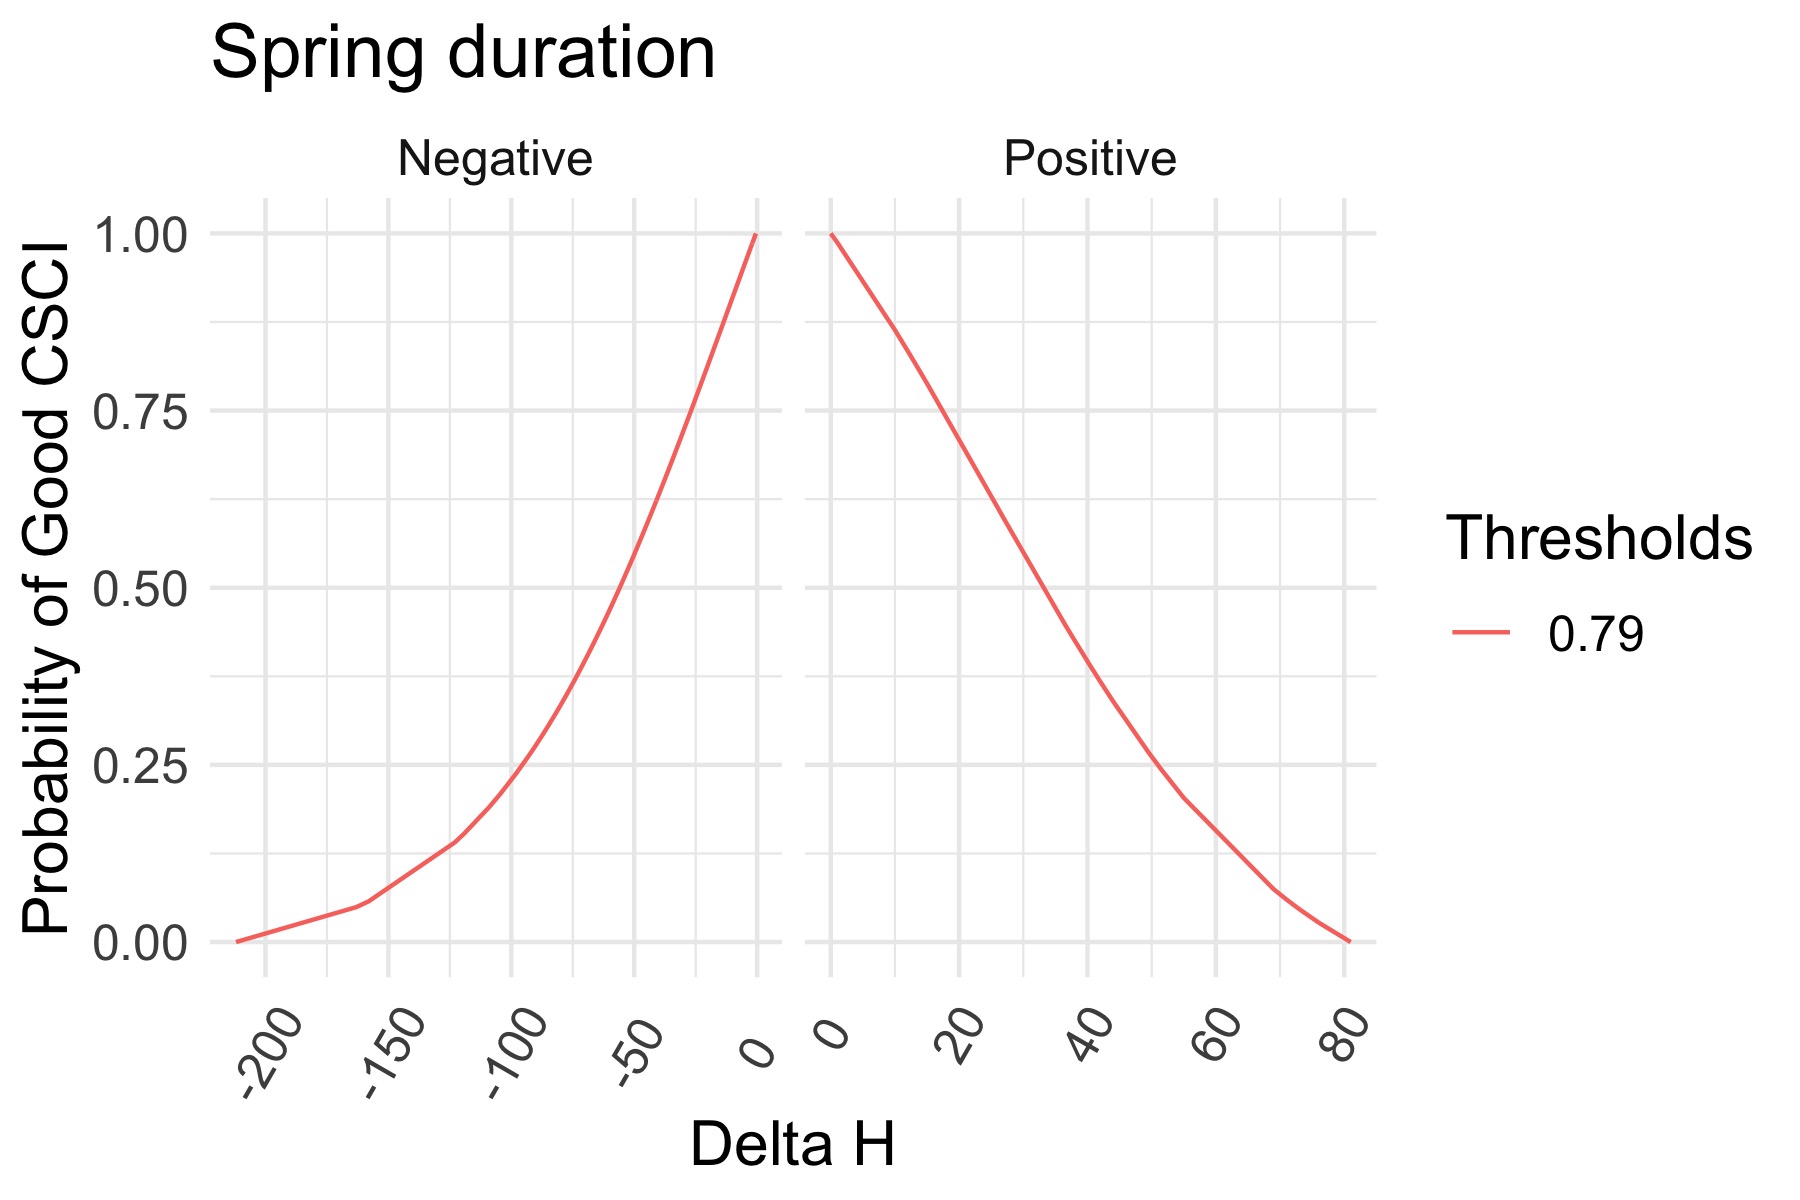 Spring duration
Negative Positive
Probability of Good CSCI
1.00
0.75
0.50
0.25
0.00
-200 -150 -100 -50 0 0 20 40 60 80
Delta H
Thresholds
0.79